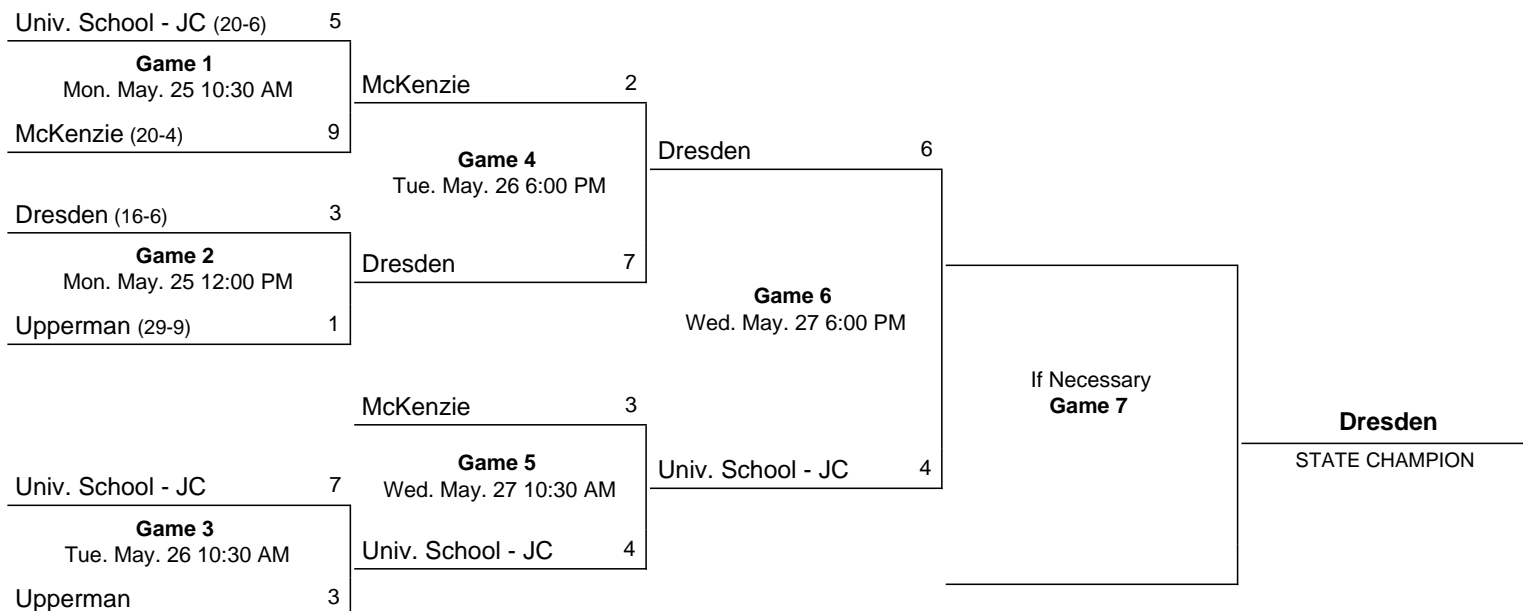 Univ. School - JC (20-6) 5
Game 1
Mon. May. 25 10:30 AM
McKenzie (20-4) 9
Dresden (16-6) 3
Game 2
Mon. May. 25 12:00 PM
Upperman (29-9) 1
Univ. School - JC 7
Game 3
Tue. May. 26 10:30 AM
Upperman 3
McKenzie 2
Game 4
Tue. May. 26 6:00 PM
Dresden 7
McKenzie 3
Game 5
Wed. May. 27 10:30 AM
Univ. School - JC 4
Dresden 6
Game 6
Wed. May. 27 6:00 PM
Univ. School - JC 4
If Necessary
Game 7
Dresden
STATE CHAMPION